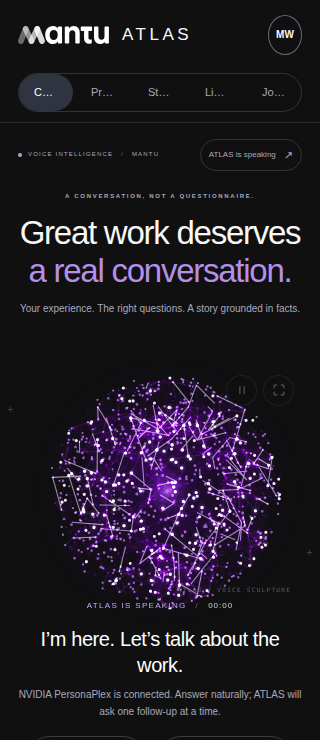 mantu ATLAS
MW
C… Pr… St… Li… Jo…
VOICE INTELLIGENCE / MANTU
ATLAS is speaking ↗
A CONVERSATION, NOT A QUESTIONNAIRE.
Great work deserves
a real conversation.
Your experience. The right questions. A story grounded in facts.
VOICE SCULPTURE
ATLAS IS SPEAKING / 00:00
I’m here. Let’s talk about the
work.
NVIDIA PersonaPlex is connected. Answer naturally; ATLAS will
ask one follow-up at a time.